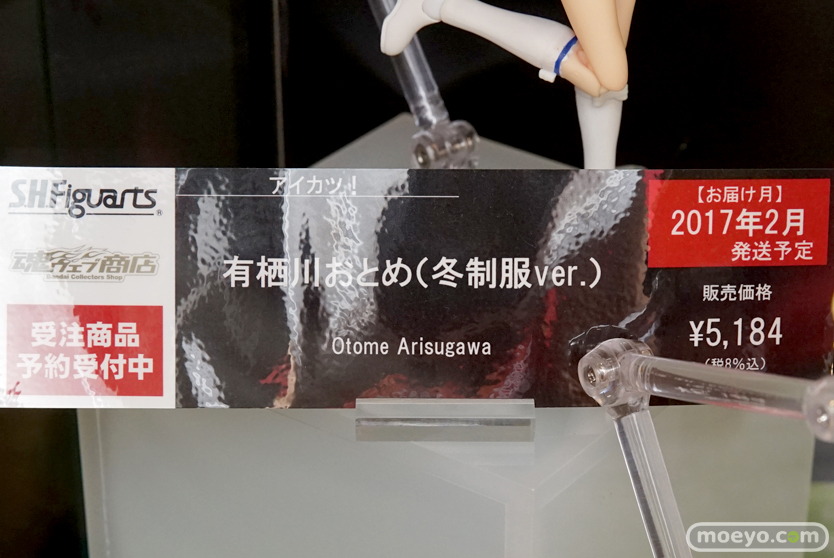 S.H.Figuarts®
魂ウェブ商店
Bandai Collectors Shop
受注商品
予約受付中
アイカツ！
有栖川おとめ(冬制服ver.)
Otome Arisugawa
【お届け月】
2017年2月
発送予定
販売価格
¥5,184
(税8%込)
moeyo.com